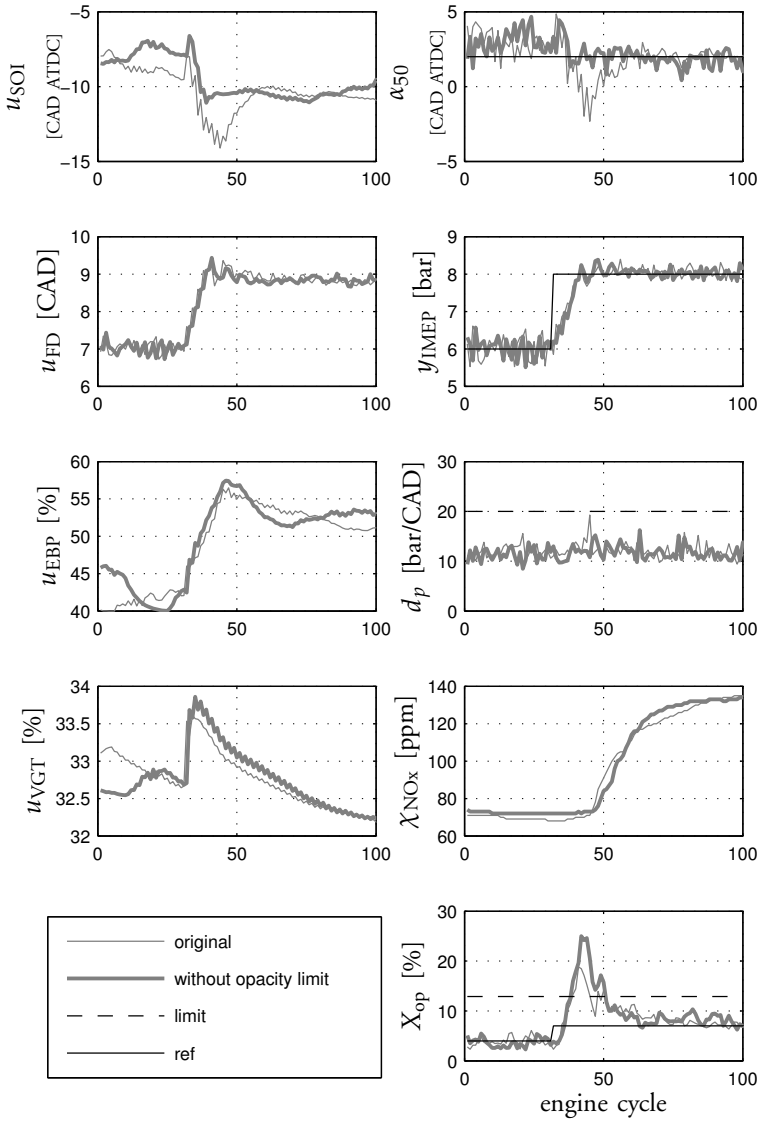 u_SOI [CAD ATDC]
−5
−10
−15
0 50 100
α_50 [CAD ATDC]
5
0
−5
0 50 100
u_FD [CAD]
10
9
8
7
6
0 50 100
y_IMEP [bar]
9
8
7
6
5
0 50 100
u_EBP [%]
60
55
50
45
40
0 50 100
d_p [bar/CAD]
30
20
10
0
0 50 100
u_VGT [%]
34
33.5
33
32.5
32
0 50 100
χ_NOx [ppm]
140
120
100
80
60
0 50 100
original
without opacity limit
limit
ref
X_op [%]
30
20
10
0
0 50 100
engine cycle